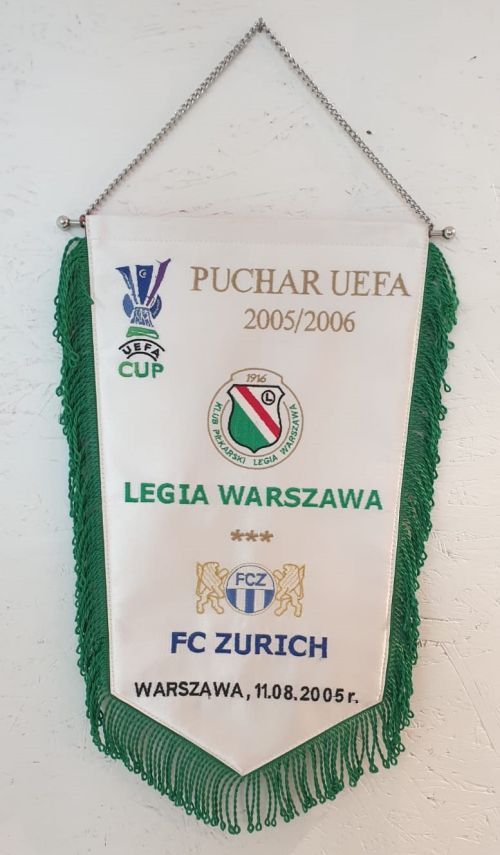 PUCHAR UEFA
2005/2006
UEFA
CUP
1916
L
KLUB PIŁKARSKI LEGIA WARSZAWA
LEGIA WARSZAWA
***
FCZ
FC ZURICH
WARSZAWA, 11.08.2005 r.